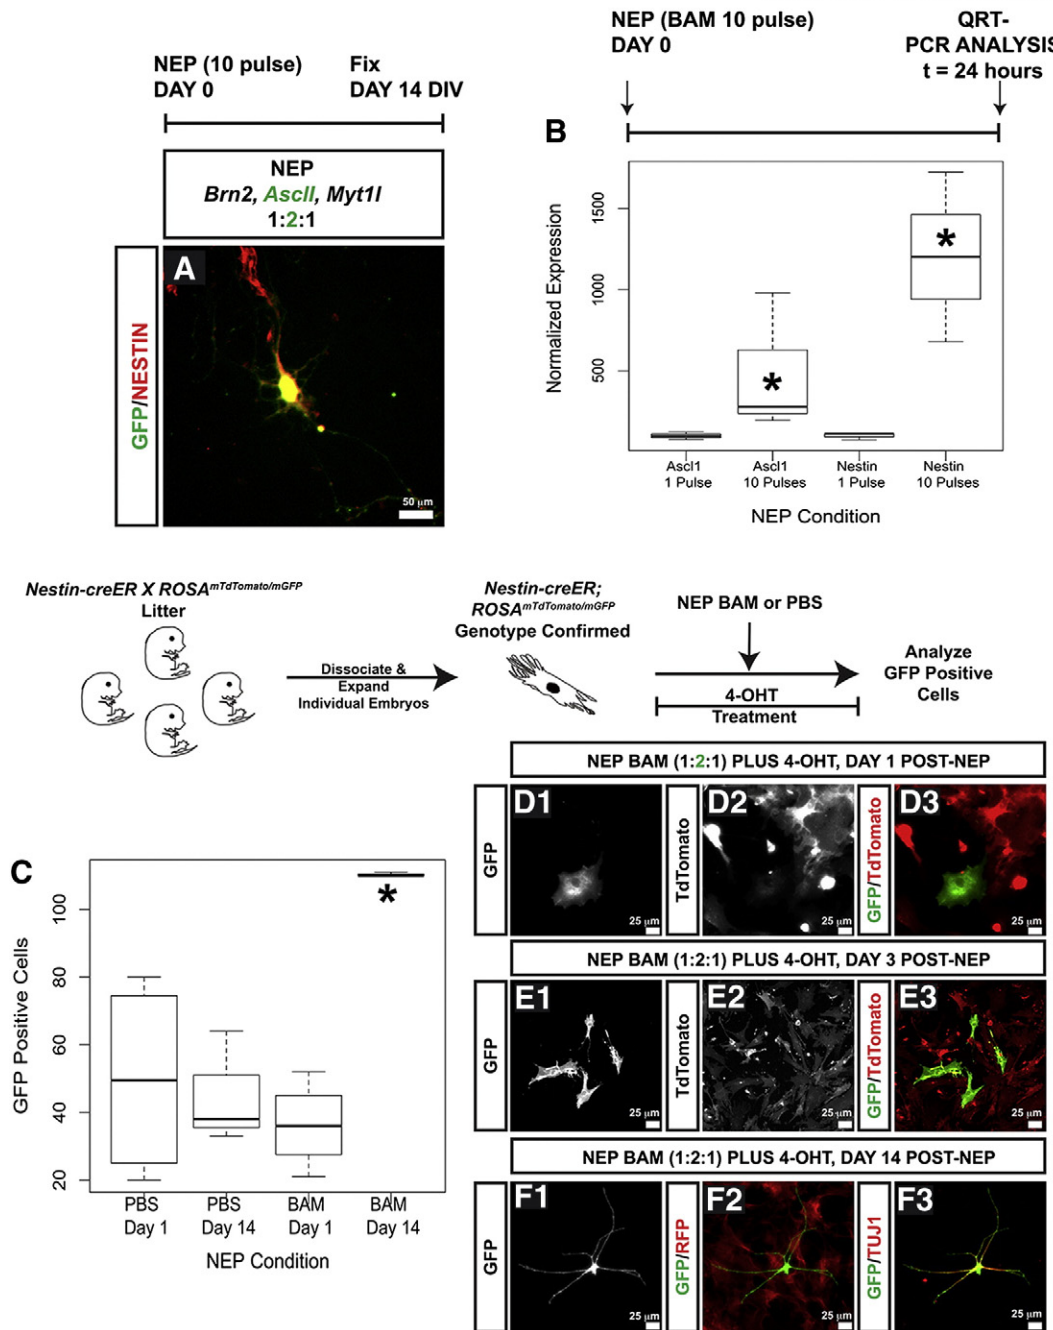 NEP (10 pulse)
DAY 0
Fix
DAY 14 DIV
NEP
Brn2, AscII, Myt1l
1:2:1
GFP/NESTIN
A
50 µm
NEP (BAM 10 pulse)
DAY 0
QRT-
PCR ANALYSIS
t = 24 hours
B
Normalized Expression
1500
1000
500
*
*
Ascl1
1 Pulse
Ascl1
10 Pulses
Nestin
1 Pulse
Nestin
10 Pulses
NEP Condition
Nestin-creER X ROSAmTdTomato/mGFP
Litter
Dissociate &
Expand
Individual Embryos
Nestin-creER;
ROSAmTdTomato/mGFP
Genotype Confirmed
NEP BAM or PBS
4-OHT
Treatment
Analyze
GFP Positive
Cells
C
GFP Positive Cells
100
80
60
40
20
*
PBS
Day 1
PBS
Day 14
BAM
Day 1
BAM
Day 14
NEP Condition
NEP BAM (1:2:1) PLUS 4-OHT, DAY 1 POST-NEP
GFP
D1
25 µm
TdTomato
D2
25 µm
GFP/TdTomato
D3
25 µm
NEP BAM (1:2:1) PLUS 4-OHT, DAY 3 POST-NEP
GFP
E1
25 µm
TdTomato
E2
25 µm
GFP/TdTomato
E3
25 µm
NEP BAM (1:2:1) PLUS 4-OHT, DAY 14 POST-NEP
GFP
F1
25 µm
GFP/RFP
F2
25 µm
GFP/TUJ1
F3
25 µm